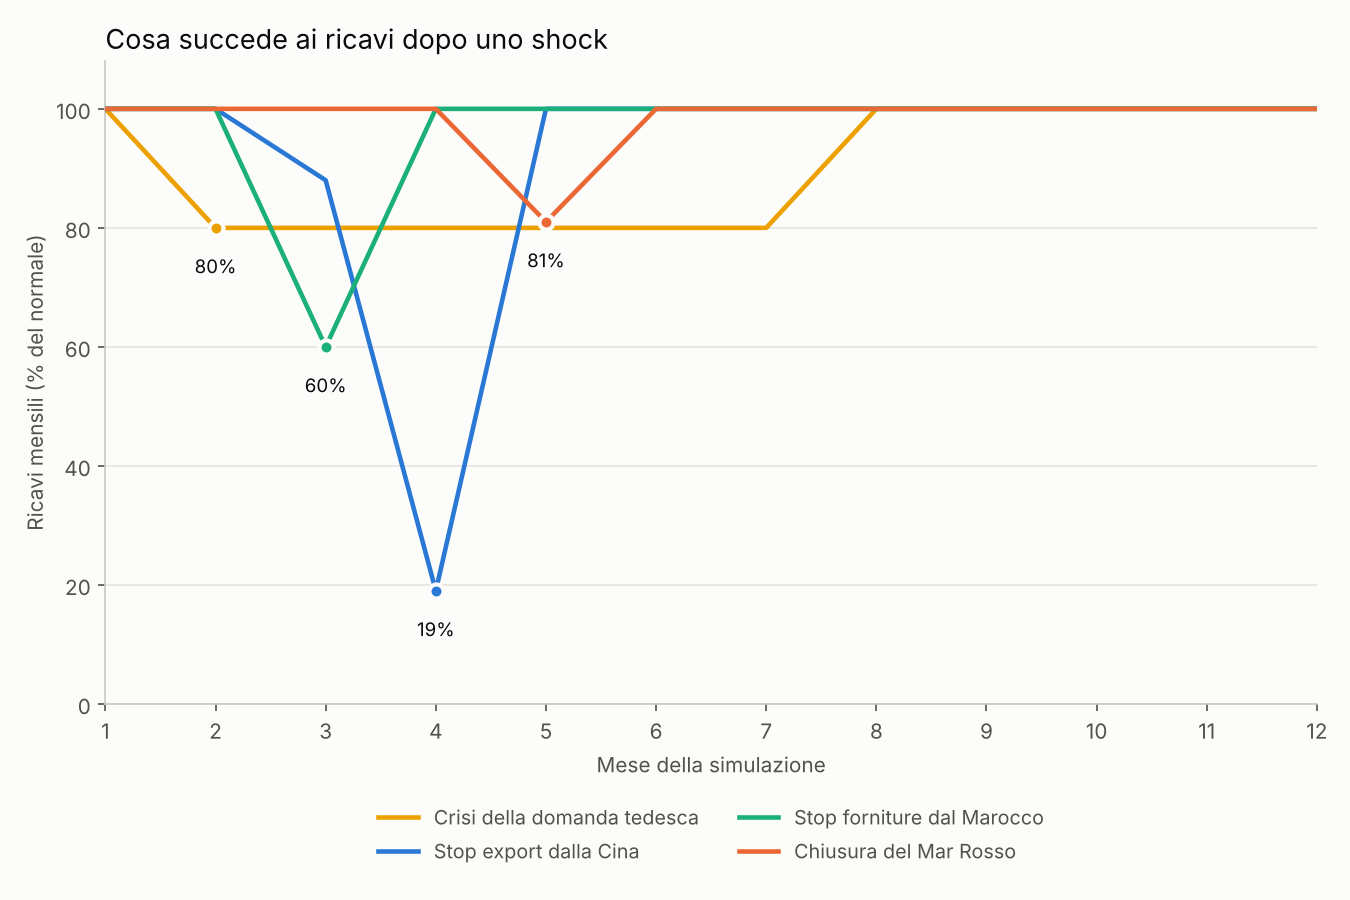 Cosa succede ai ricavi dopo uno shock
Ricavi mensili (% del normale)
100
80
60
40
20
0
80%
81%
60%
19%
1 2 3 4 5 6 7 8 9 10 11 12
Mese della simulazione
Crisi della domanda tedesca
Stop forniture dal Marocco
Stop export dalla Cina
Chiusura del Mar Rosso